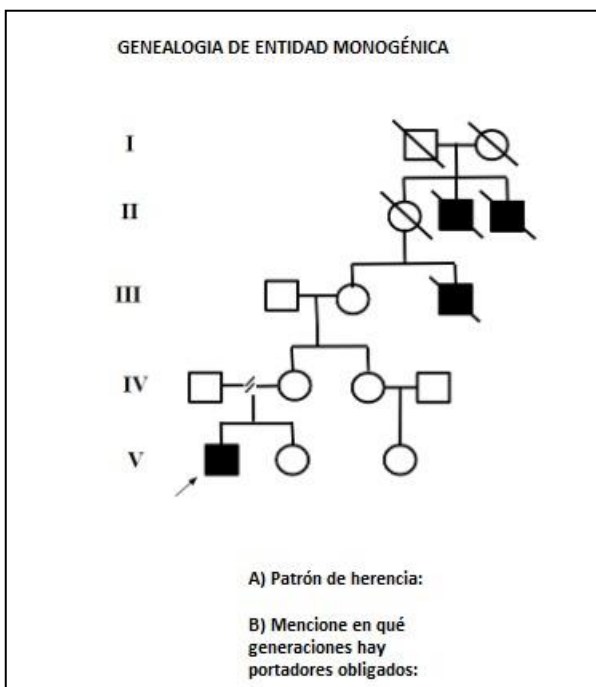 GENEALOGIA DE ENTIDAD MONOGÉNICA
I
II
III
IV
V
A) Patrón de herencia:
B) Mencione en qué
generaciones hay
portadores obligados: